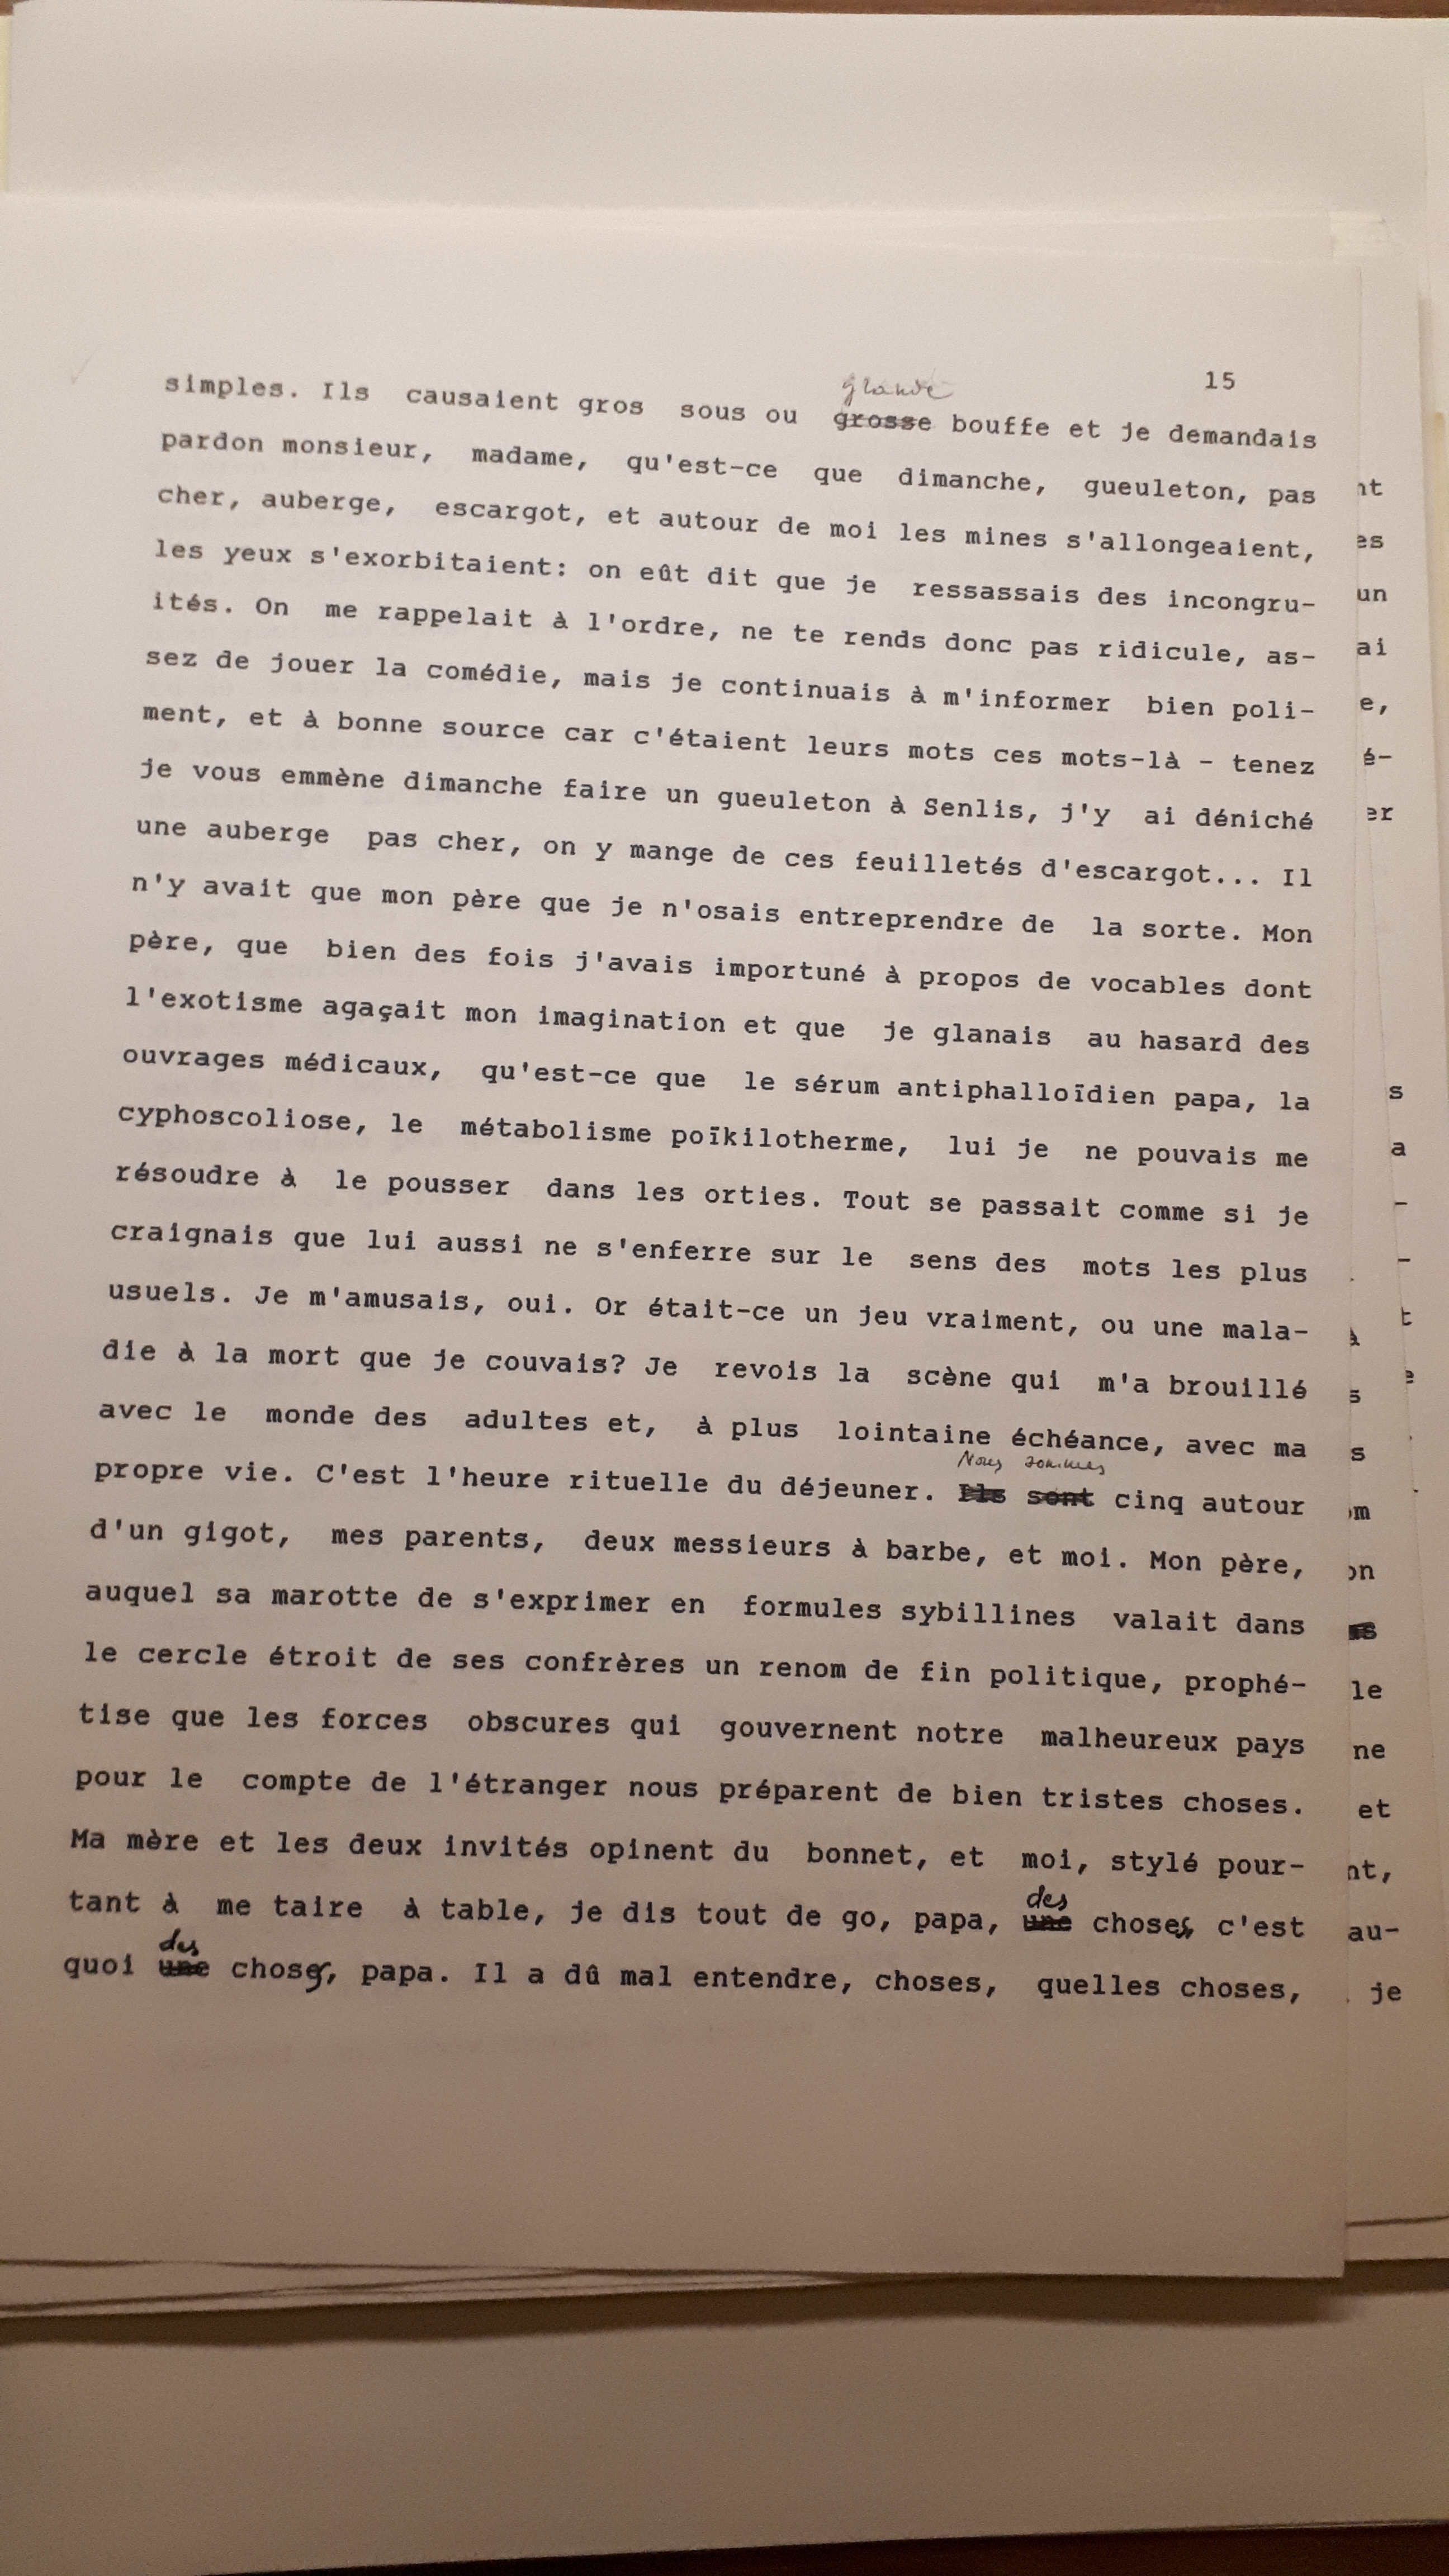 15
grande
simples. Ils causaient gros sous ou grosse bouffe et je demandais
pardon monsieur, madame, qu'est-ce que dimanche, gueuleton, pas
cher, auberge, escargot, et autour de moi les mines s'allongeaient,
les yeux s'exorbitaient: on eût dit que je ressassais des incongru-
ités. On me rappelait à l'ordre, ne te rends donc pas ridicule, as-
sez de jouer la comédie, mais je continuais à m'informer bien poli-
ment, et à bonne source car c'étaient leurs mots ces mots-là - tenez
je vous emmène dimanche faire un gueuleton à Senlis, j'y ai déniché
une auberge pas cher, on y mange de ces feuilletés d'escargot... Il
n'y avait que mon père que je n'osais entreprendre de la sorte. Mon
père, que bien des fois j'avais importuné à propos de vocables dont
l'exotisme agaçait mon imagination et que je glanais au hasard des
ouvrages médicaux, qu'est-ce que le sérum antiphalloïdien papa, la
cyphoscoliose, le métabolisme poïkilotherme, lui je ne pouvais me
résoudre à le pousser dans les orties. Tout se passait comme si je
craignais que lui aussi ne s'enferre sur le sens des mots les plus
usuels. Je m'amusais, oui. Or était-ce un jeu vraiment, ou une mala-
die à la mort que je couvais? Je revois la scène qui m'a brouillé
avec le monde des adultes et, à plus lointaine échéance, avec ma
Nous sommes
propre vie. C'est l'heure rituelle du déjeuner. Ils sont cinq autour
d'un gigot, mes parents, deux messieurs à barbe, et moi. Mon père,
auquel sa marotte de s'exprimer en formules sybillines valait dans
le cercle étroit de ses confrères un renom de fin politique, prophé-
tise que les forces obscures qui gouvernent notre malheureux pays
pour le compte de l'étranger nous préparent de bien tristes choses.
Ma mère et les deux invités opinent du bonnet, et moi, stylé pour-
des
tant à me taire à table, je dis tout de go, papa, une choses, c'est
des
quoi une choses, papa. Il a dû mal entendre, choses, quelles choses,